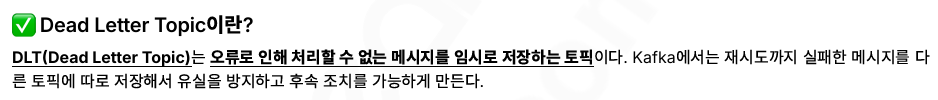 ✅ Dead Letter Topic이란?
DLT(Dead Letter Topic)는 오류로 인해 처리할 수 없는 메시지를 임시로 저장하는 토픽이다. Kafka에서는 재시도까지 실패한 메시지를 다
른 토픽에 따로 저장해서 유실을 방지하고 후속 조치를 가능하게 만든다.